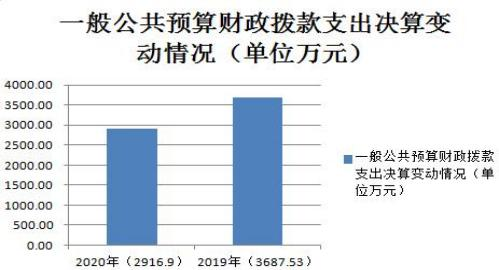 一般公共预算财政拨款支出决算变
动情况（单位万元）
4000.00
3500.00
3000.00
2500.00
2000.00
1500.00
1000.00
500.00
0.00
2020年（2916.9）
2019年（3687.53）
一般公共预算财政拨款
支出决算变动情况（单
位万元）